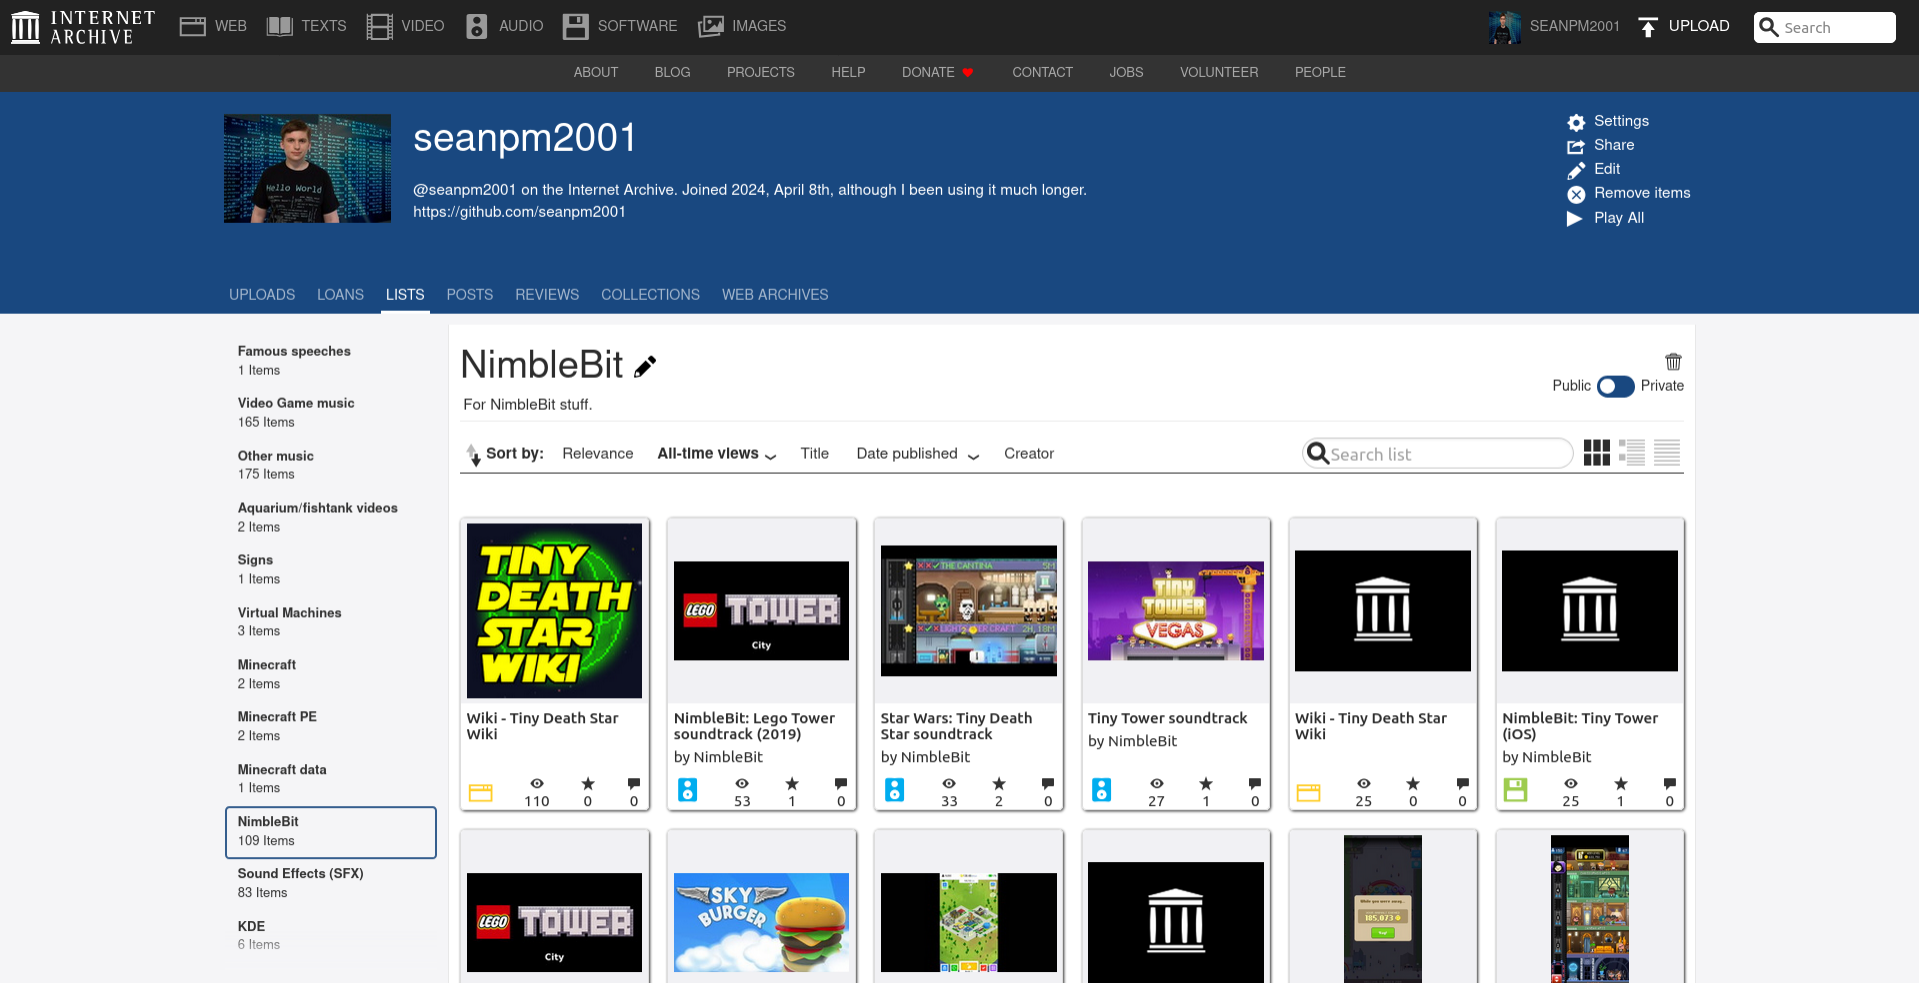 INTERNET ARCHIVE
WEB
TEXTS
VIDEO
AUDIO
SOFTWARE
IMAGES
SEANPM2001
UPLOAD
Search
ABOUT
BLOG
PROJECTS
HELP
DONATE
CONTACT
JOBS
VOLUNTEER
PEOPLE
Hello World
seanpm2001
@seanpm2001 on the Internet Archive. Joined 2024, April 8th, although I been using it much longer.
https://github.com/seanpm2001
Settings
Share
Edit
Remove items
Play All
UPLOADS
LOANS
LISTS
POSTS
REVIEWS
COLLECTIONS
WEB ARCHIVES
Famous speeches
1 Items
Video Game music
165 Items
Other music
175 Items
Aquarium/fishtank videos
2 Items
Signs
1 Items
Virtual Machines
3 Items
Minecraft
2 Items
Minecraft PE
2 Items
Minecraft data
1 Items
NimbleBit
109 Items
Sound Effects (SFX)
83 Items
KDE
6 Items
NimbleBit
For NimbleBit stuff.
Public
Private
Sort by:
Relevance
All-time views
Title
Date published
Creator
Search list
TINY
DEATH
STAR
WIKI
Wiki - Tiny Death Star
Wiki
110
0
0
LEGO TOWER
City
NimbleBit: Lego Tower
soundtrack (2019)
by NimbleBit
53
1
0
THE CANTINA
5M
2H, 18M
Star Wars: Tiny Death
Star soundtrack
by NimbleBit
33
2
0
TINY
TOWER
VEGAS
Tiny Tower soundtrack
by NimbleBit
27
1
0
Wiki - Tiny Death Star
Wiki
25
0
0
NimbleBit: Tiny Tower
(iOS)
by NimbleBit
25
1
0
LEGO TOWER
City
SKY
BURGER
While you were away...
185,073